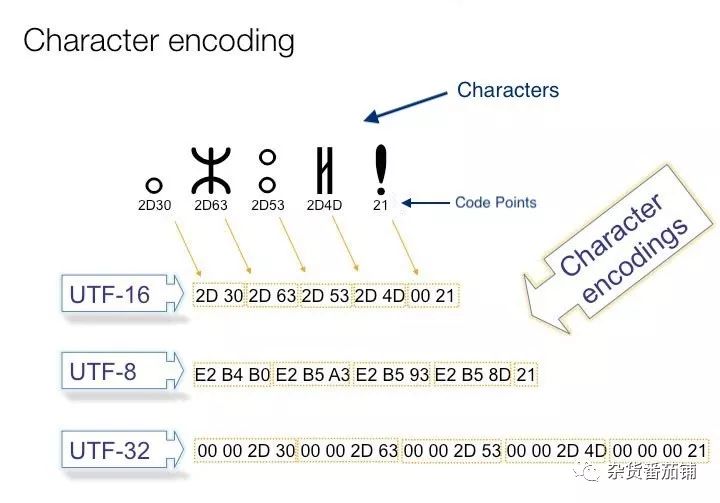 Character encoding
Characters
ⴰ ⵣ ⵓ ⵍ !
2D30 2D63 2D53 2D4D 21
Code Points
Character
encodings
UTF-16
2D 30 2D 63 2D 53 2D 4D 00 21
UTF-8
E2 B4 B0 E2 B5 A3 E2 B5 93 E2 B5 8D 21
UTF-32
00 00 2D 30 00 00 2D 63 00 00 2D 53 00 00 2D 4D 00 00 00 21
杂货番茄铺